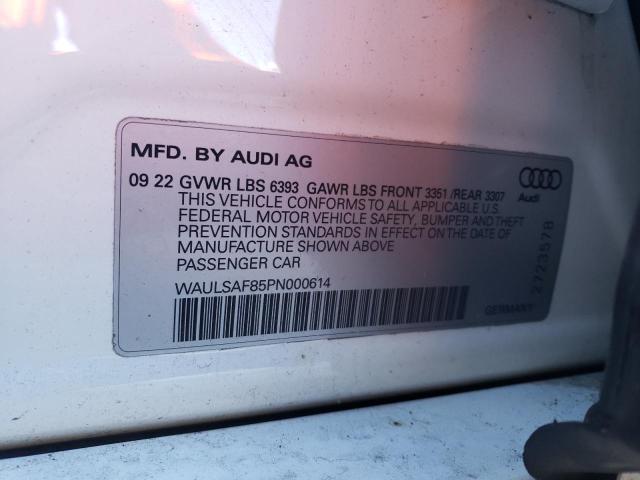 MFD. BY AUDI AG
09 22 GVWR LBS 6393 GAWR LBS FRONT 3351 /REAR 3307
THIS VEHICLE CONFORMS TO ALL APPLICABLE U.S.
FEDERAL MOTOR VEHICLE SAFETY, BUMPER AND THEFT
PREVENTION STANDARDS IN EFFECT ON THE DATE OF
MANUFACTURE SHOWN ABOVE
PASSENGER CAR
WAULSAF85PN000614
Audi
2723578
GERMANY